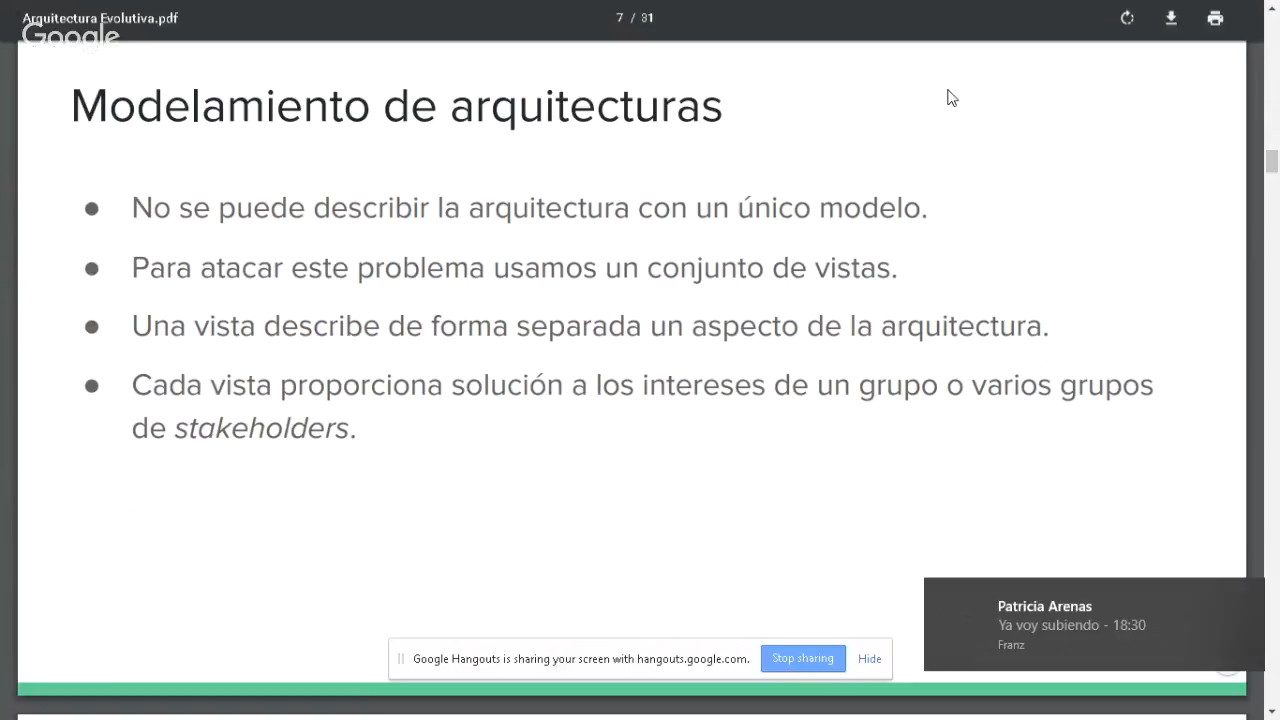 Arquitectura Evolutiva.pdf
7 / 31
Google
Modelamiento de arquitecturas
● No se puede describir la arquitectura con un único modelo.
● Para atacar este problema usamos un conjunto de vistas.
● Una vista describe de forma separada un aspecto de la arquitectura.
● Cada vista proporciona solución a los intereses de un grupo o varios grupos
de stakeholders.
Patricia Arenas
Ya voy subiendo - 18:30
Franz
Google Hangouts is sharing your screen with hangouts.google.com.
Stop sharing
Hide